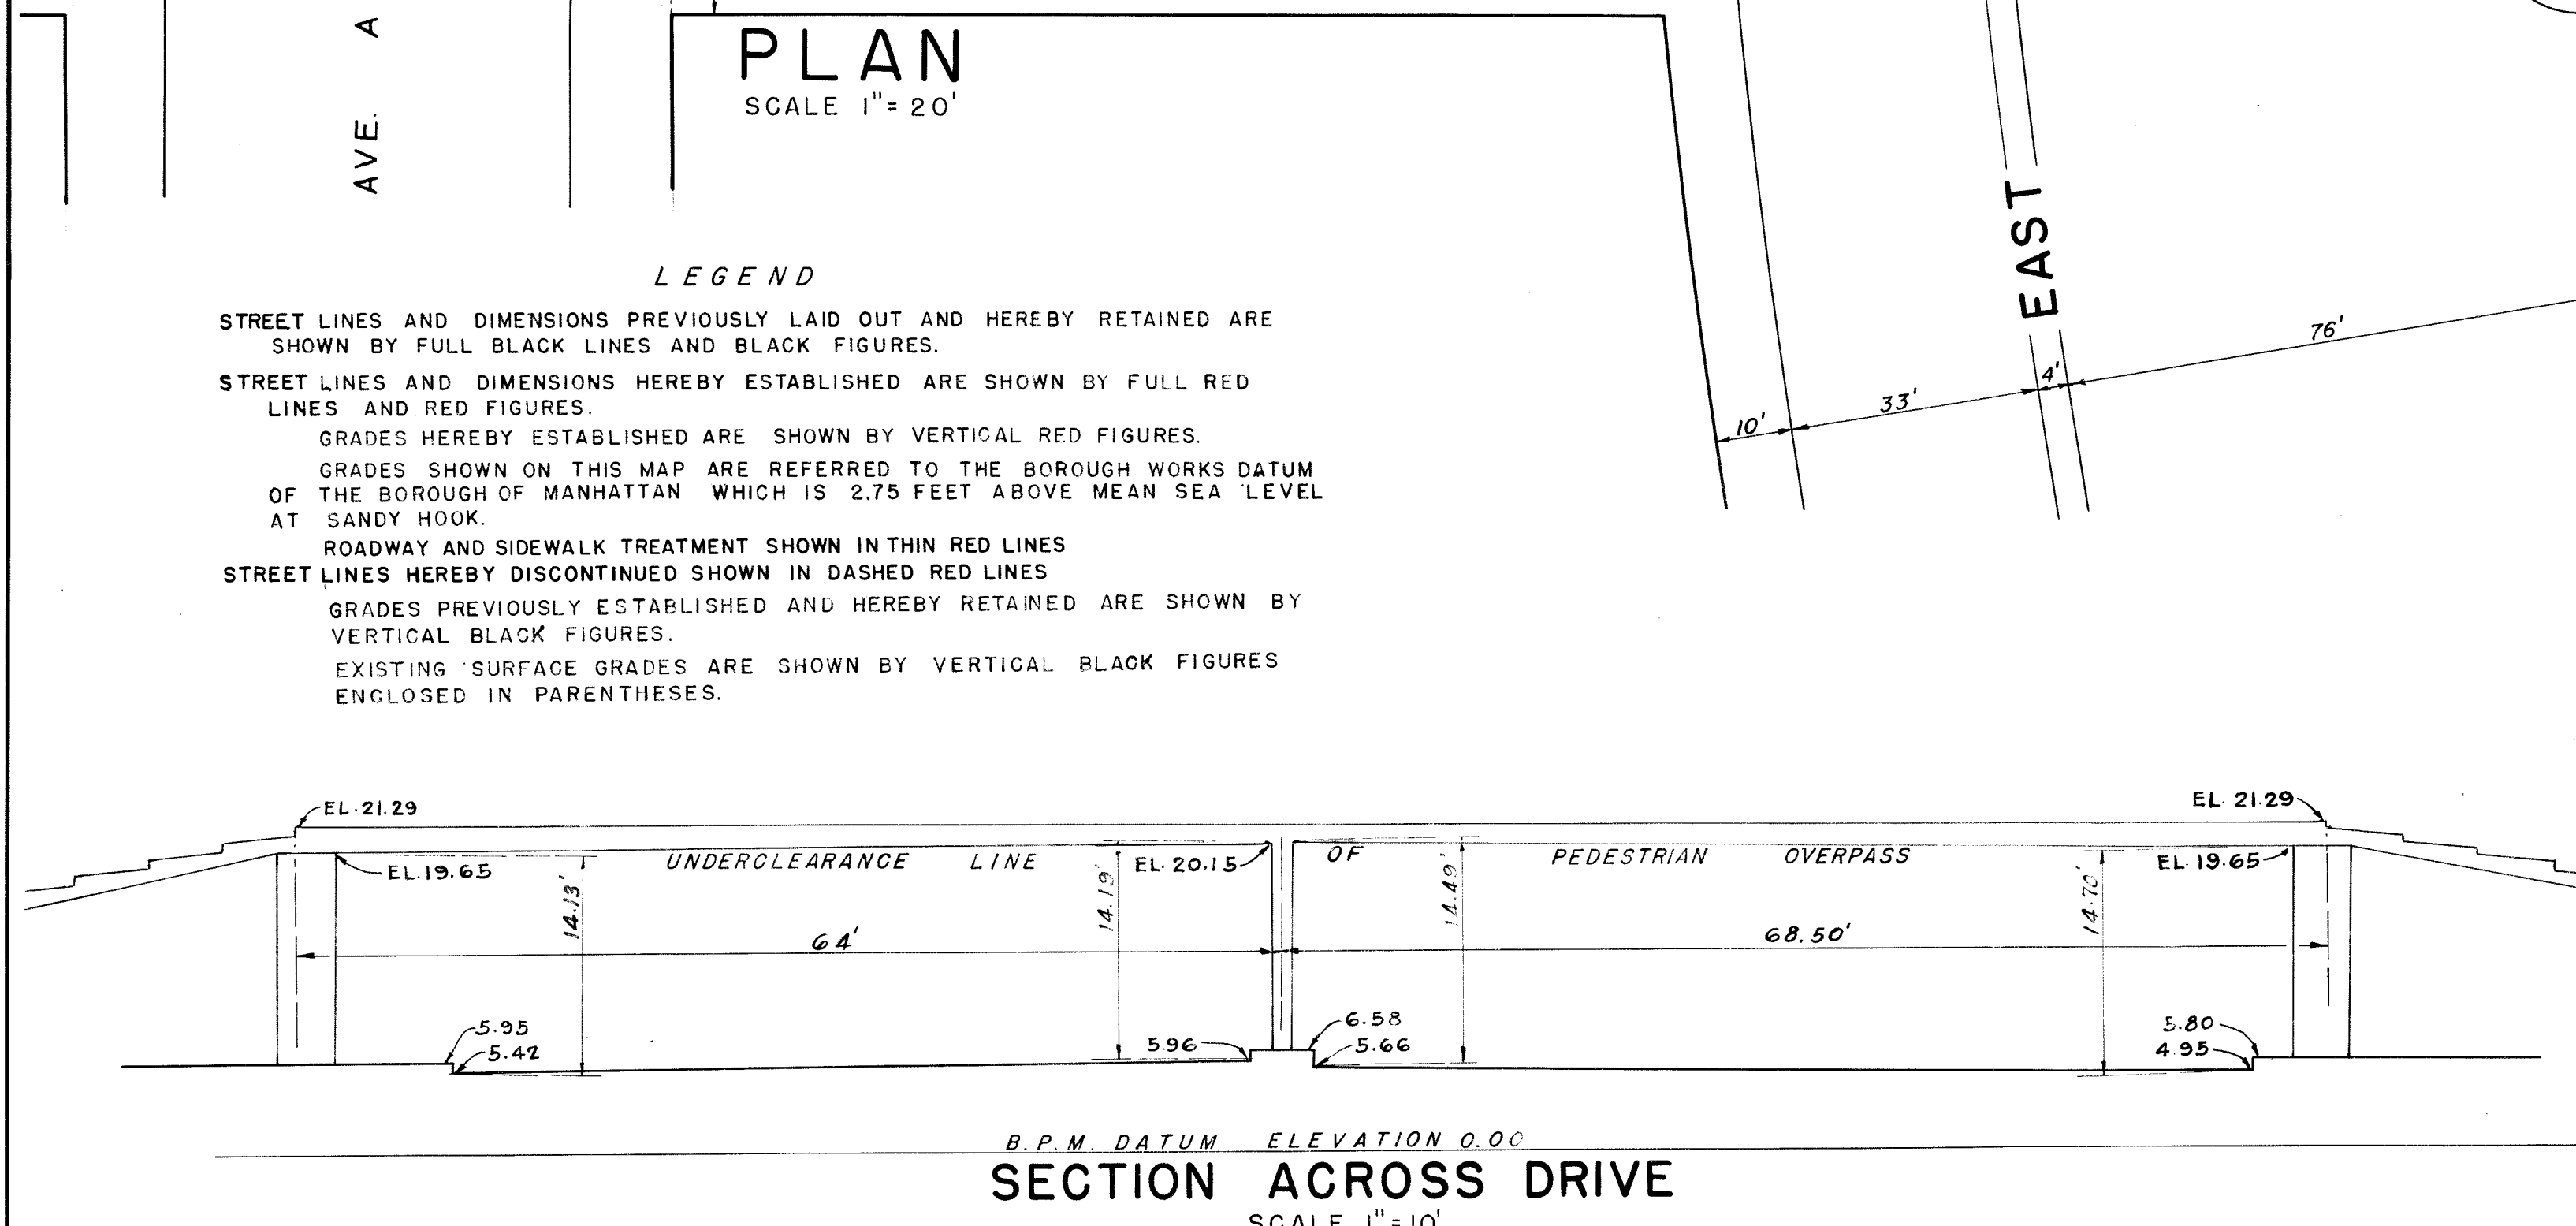 AVE. A
PLAN
SCALE 1"= 20'
EAST
10'
33'
4'
76'
LEGEND
STREET LINES AND DIMENSIONS PREVIOUSLY LAID OUT AND HEREBY RETAINED ARE
SHOWN BY FULL BLACK LINES AND BLACK FIGURES.
STREET LINES AND DIMENSIONS HEREBY ESTABLISHED ARE SHOWN BY FULL RED
LINES AND RED FIGURES.
GRADES HEREBY ESTABLISHED ARE SHOWN BY VERTICAL RED FIGURES.
GRADES SHOWN ON THIS MAP ARE REFERRED TO THE BOROUGH WORKS DATUM
OF THE BOROUGH OF MANHATTAN WHICH IS 2.75 FEET ABOVE MEAN SEA LEVEL
AT SANDY HOOK.
ROADWAY AND SIDEWALK TREATMENT SHOWN IN THIN RED LINES
STREET LINES HEREBY DISCONTINUED SHOWN IN DASHED RED LINES
GRADES PREVIOUSLY ESTABLISHED AND HEREBY RETAINED ARE SHOWN BY
VERTICAL BLACK FIGURES.
EXISTING SURFACE GRADES ARE SHOWN BY VERTICAL BLACK FIGURES
ENCLOSED IN PARENTHESES.
EL. 21.29
EL. 21.29
UNDERCLEARANCE LINE OF PEDESTRIAN OVERPASS
EL. 19.65
EL. 20.15
EL. 19.65
14.13'
14.19'
14.49'
14.70'
64'
68.50'
5.95
5.42
5.96
6.58
5.66
5.80
4.95
B.P.M. DATUM ELEVATION 0.00
SECTION ACROSS DRIVE
SCALE 1"=10'